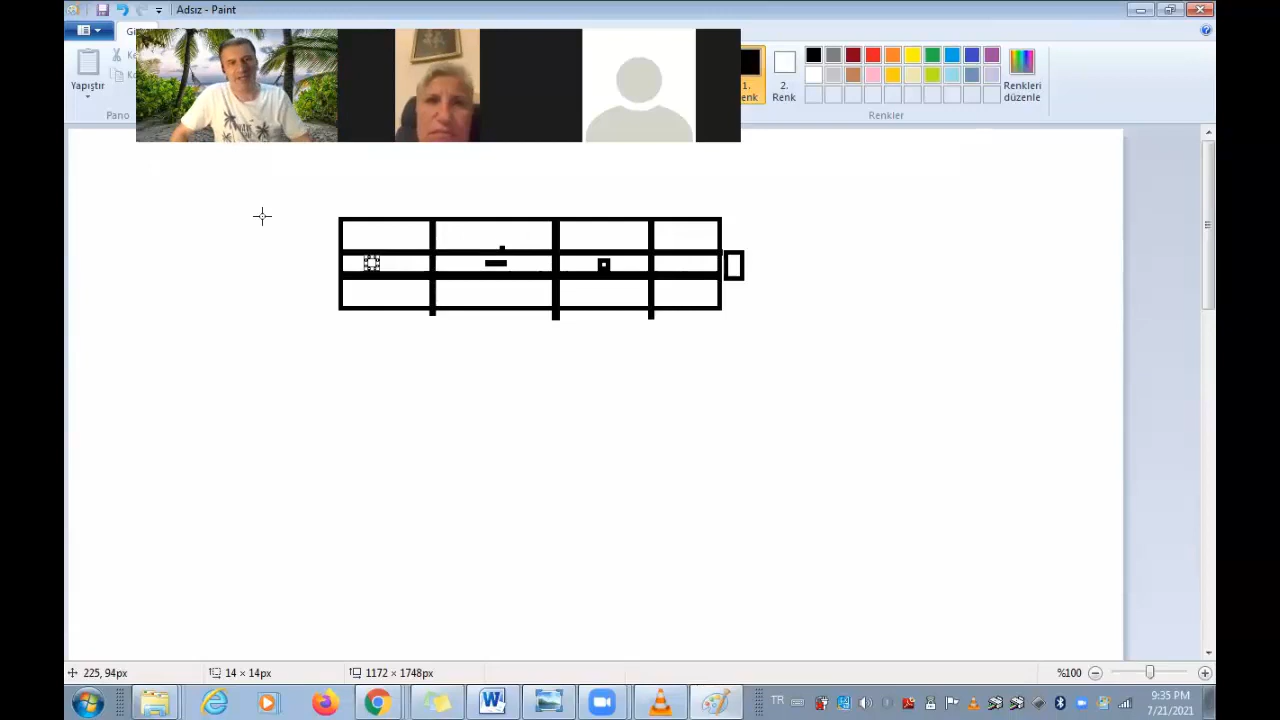 Adsız - Paint
Yapıştır
Pano
1.
enk
2.
Renk
Renkleri
düzenle
Renkler
225, 94px
14 × 14px
1172 × 1748px
%100
TR
9:35 PM
7/21/2021